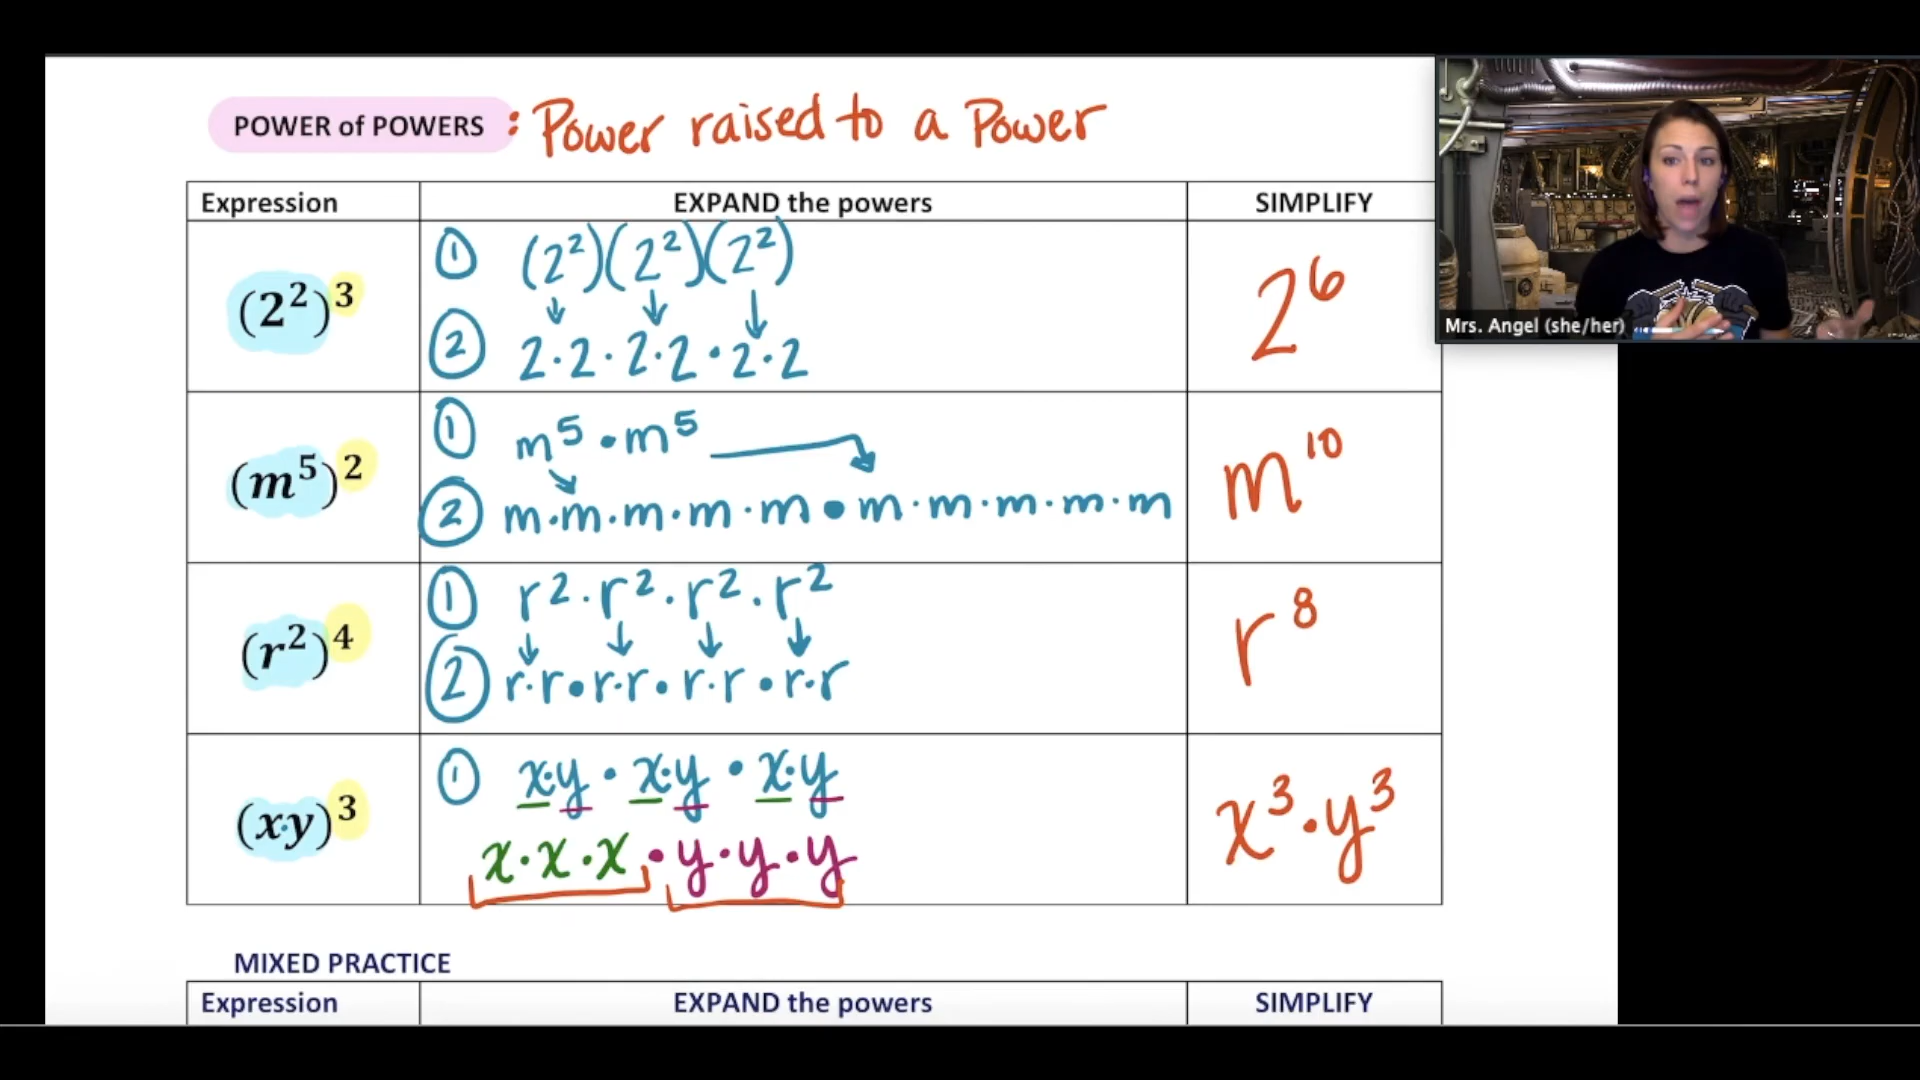 POWER of POWERS : Power raised to a Power
Expression EXPAND the powers SIMPLIFY
(2²)³ ① (2²)(2²)(2²) 2⁶
② 2·2·2·2·2·2
(m⁵)² ① m⁵·m⁵ m¹⁰
② m·m·m·m·m·m·m·m·m·m
(r²)⁴ ① r²·r²·r²·r² r⁸
② r·r·r·r·r·r·r·r
(x·y)³ ① x·y·x·y·x·y x³·y³
x·x·x·y·y·y
MIXED PRACTICE
Expression EXPAND the powers SIMPLIFY
Mrs. Angel (she/her)